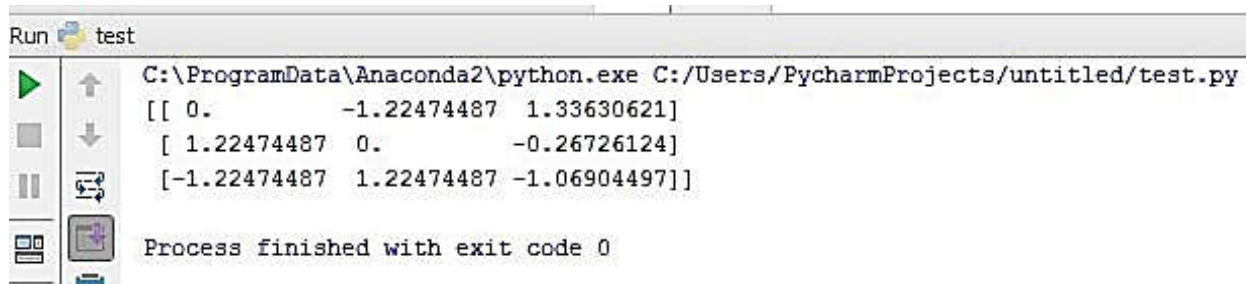 Run test
C:\ProgramData\Anaconda2\python.exe C:/Users/PycharmProjects/untitled/test.py
[[ 0.         -1.22474487  1.33630621]
 [ 1.22474487  0.         -0.26726124]
 [-1.22474487  1.22474487 -1.06904497]]
Process finished with exit code 0